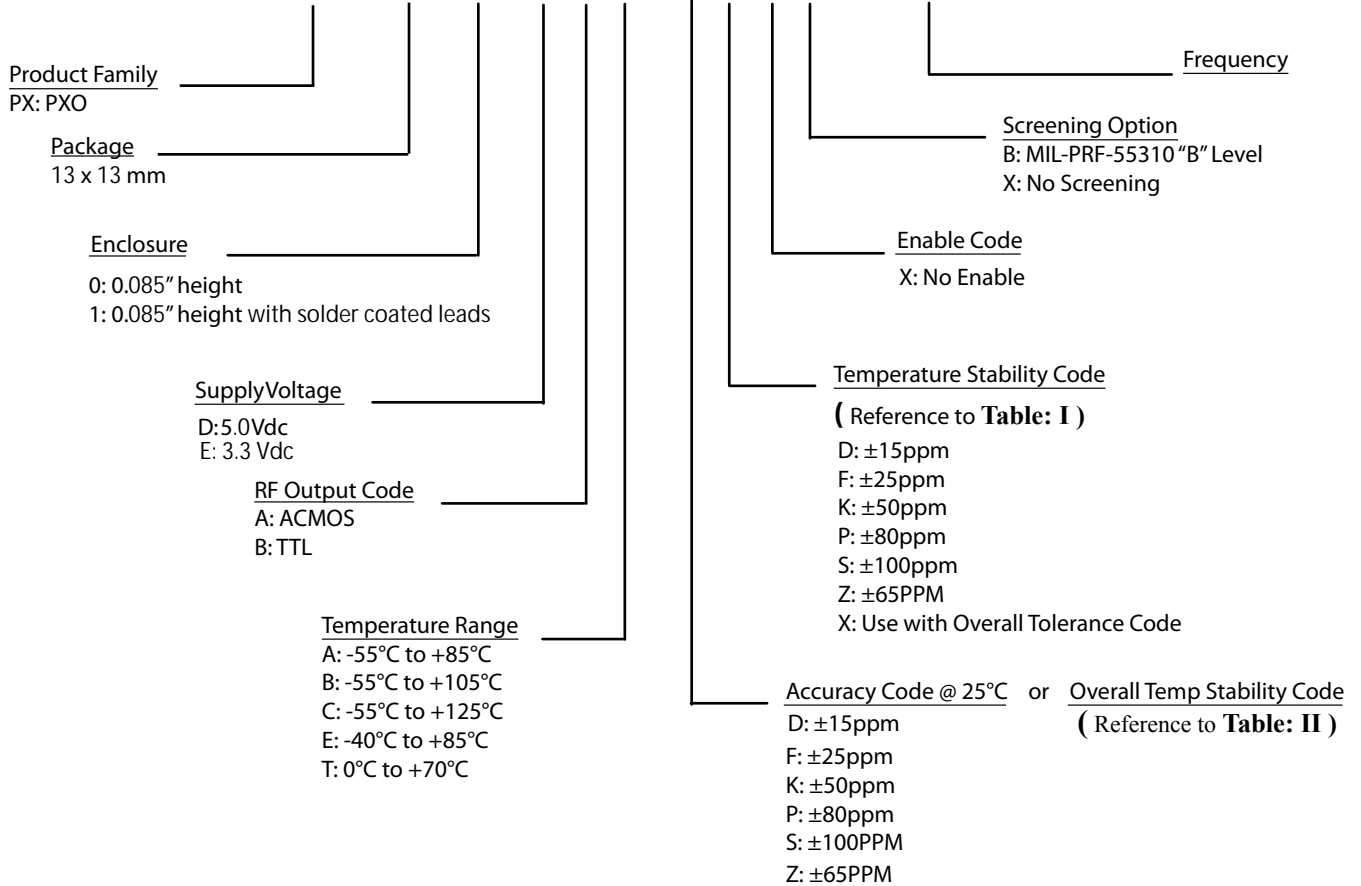 Product Family
PX: PXO
Package
13 x 13 mm
Enclosure
0: 0.085” height
1: 0.085” height with solder coated leads
SupplyVoltage
D:5.0Vdc
E: 3.3 Vdc
RF Output Code
A: ACMOS
B: TTL
Temperature Range
A: -55°C to +85°C
B: -55°C to +105°C
C: -55°C to +125°C
E: -40°C to +85°C
T: 0°C to +70°C
Frequency
Screening Option
B: MIL-PRF-55310 “B” Level
X: No Screening
Enable Code
X: No Enable
Temperature Stability Code
( Reference to Table: I )
D: ±15ppm
F: ±25ppm
K: ±50ppm
P: ±80ppm
S: ±100ppm
Z: ±65PPM
X: Use with Overall Tolerance Code
Accuracy Code @ 25°C or Overall Temp Stability Code
( Reference to Table: II )
D: ±15ppm
F: ±25ppm
K: ±50ppm
P: ±80ppm
S: ±100PPM
Z: ±65PPM